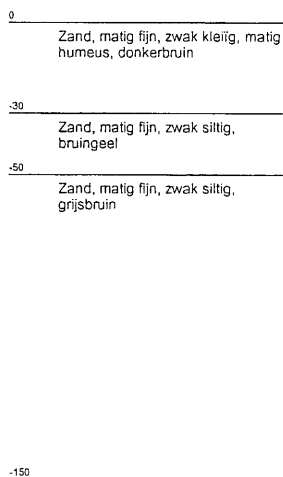 0
Zand, matig fijn, zwak kleiïg, matig
humeus, donkerbruin
-30
Zand, matig fijn, zwak siltig,
bruingeel
-50
Zand, matig fijn, zwak siltig,
grijsbruin
-150